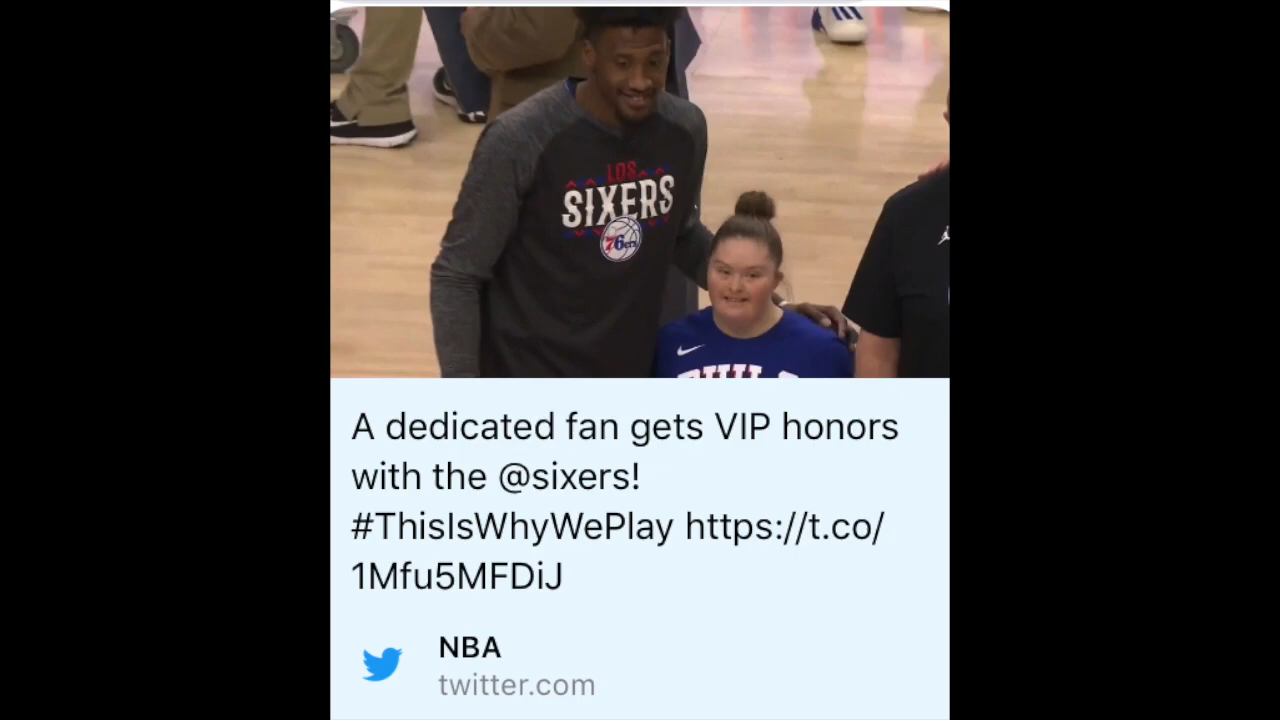 LOS
SIXERS
76ers
A dedicated fan gets VIP honors
with the @sixers!
#ThisIsWhyWePlay https://t.co/
1Mfu5MFDiJ
NBA
twitter.com